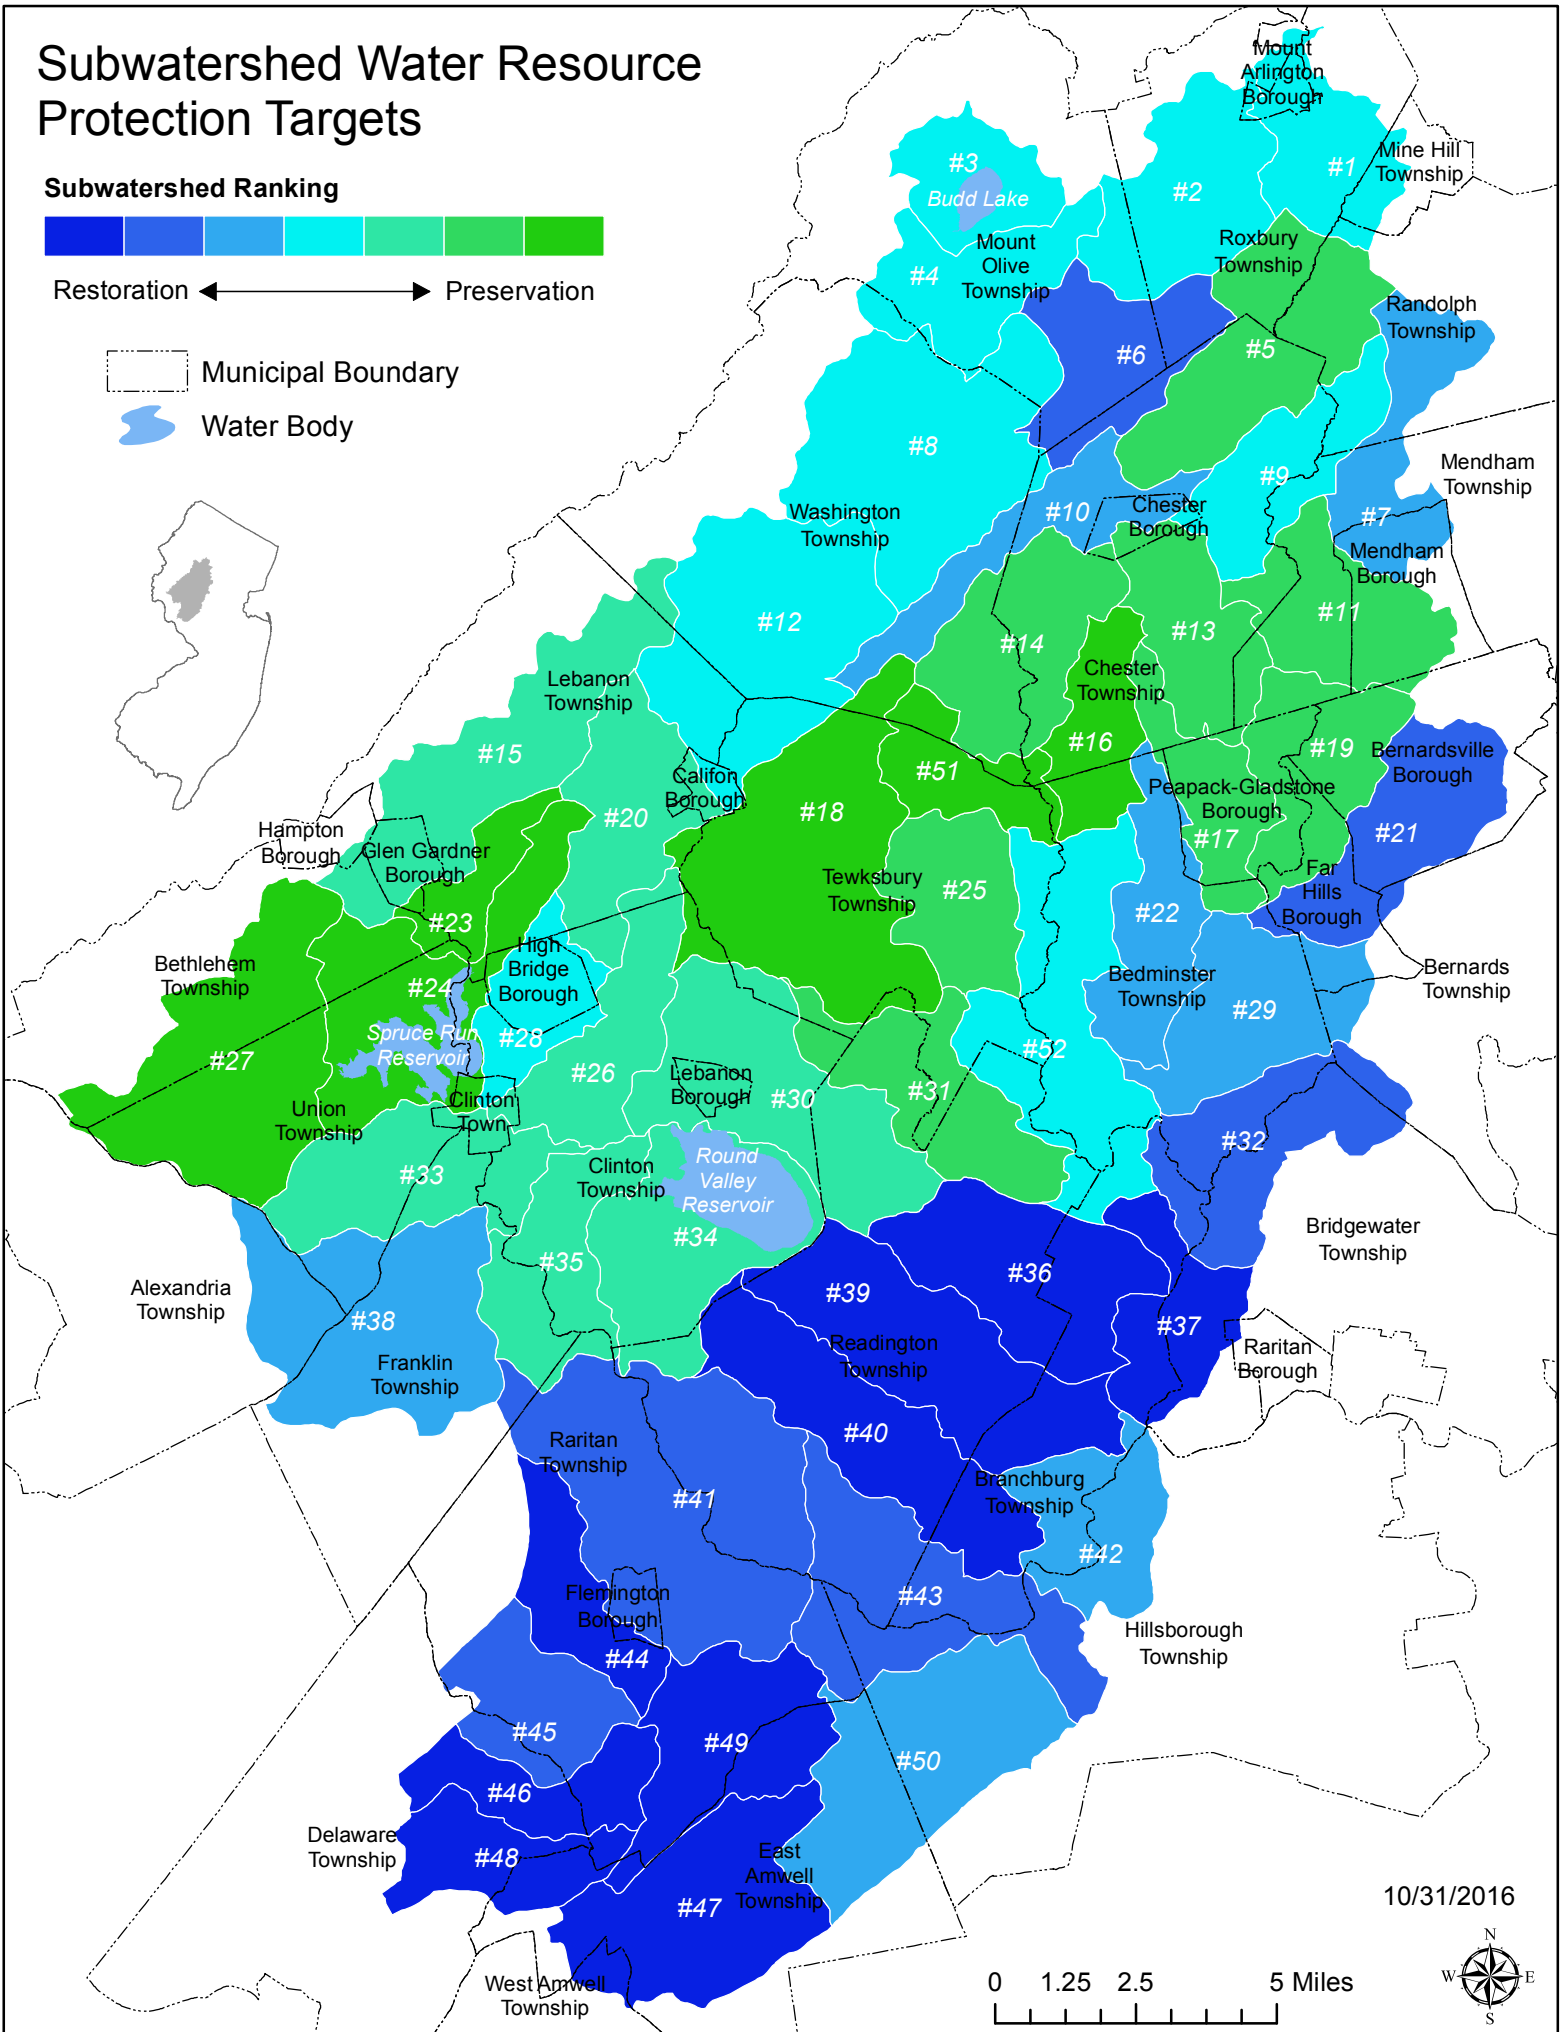 Subwatershed Water Resource
Protection Targets
Subwatershed Ranking
Restoration
Preservation
Municipal Boundary
Water Body
Mount
Arlington
Borough
Mine Hill
Township
#1
#2
#3
Budd Lake
Mount
Olive
Township
#4
Roxbury
Township
Randolph
Township
#5
#6
#8
#9
Mendham
Township
#7
Mendham
Borough
#10
Chester
Borough
Washington
Township
#12
#11
#13
#14
Chester
Township
#16
Lebanon
Township
#15
#51
#19
Bernardsville
Borough
Peapack-Gladstone
Borough
#17
#21
Califon
Borough
#18
#20
Hampton
Borough
Glen Gardner
Borough
#23
Tewksbury
Township
#25
Far
Hills
Borough
#22
High
Bridge
Borough
Bethlehem
Township
#24
Bedminster
Township
Bernards
Township
#29
Spruce Run
Reservoir
#28
#52
#27
#26
Lebanon
Borough
#30
#31
Union
Township
Clinton
Town
#32
#33
Clinton
Township
Round
Valley
Reservoir
#34
#35
Bridgewater
Township
#36
Alexandria
Township
#39
#38
#37
Readington
Township
Raritan
Borough
Franklin
Township
#40
Raritan
Township
#41
Branchburg
Township
#42
Flemington
Borough
#43
Hillsborough
Township
#44
#45
#49
#50
#46
Delaware
Township
#48
East
Amwell
Township
#47
West Amwell
Township
10/31/2016
N
W
E
S
0 1.25 2.5 5 Miles